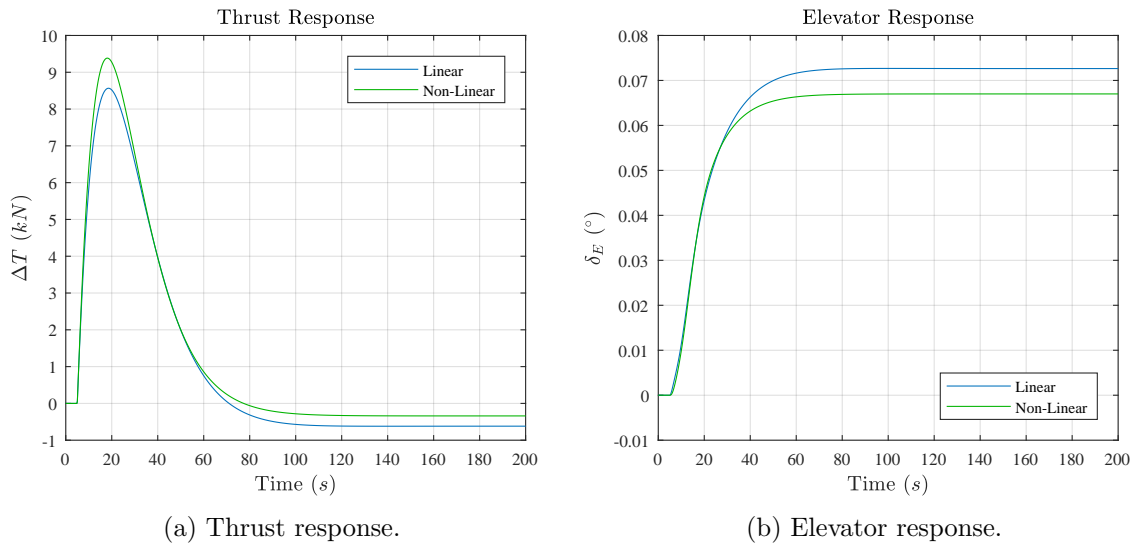 Thrust Response
10
9
8
7
6
5
4
3
2
1
0
-1
ΔT (kN)
Linear
Non-Linear
0 20 40 60 80 100 120 140 160 180 200
Time (s)
(a) Thrust response.
Elevator Response
0.08
0.07
0.06
0.05
0.04
0.03
0.02
0.01
0
-0.01
δ_E (°)
Linear
Non-Linear
0 20 40 60 80 100 120 140 160 180 200
Time (s)
(b) Elevator response.